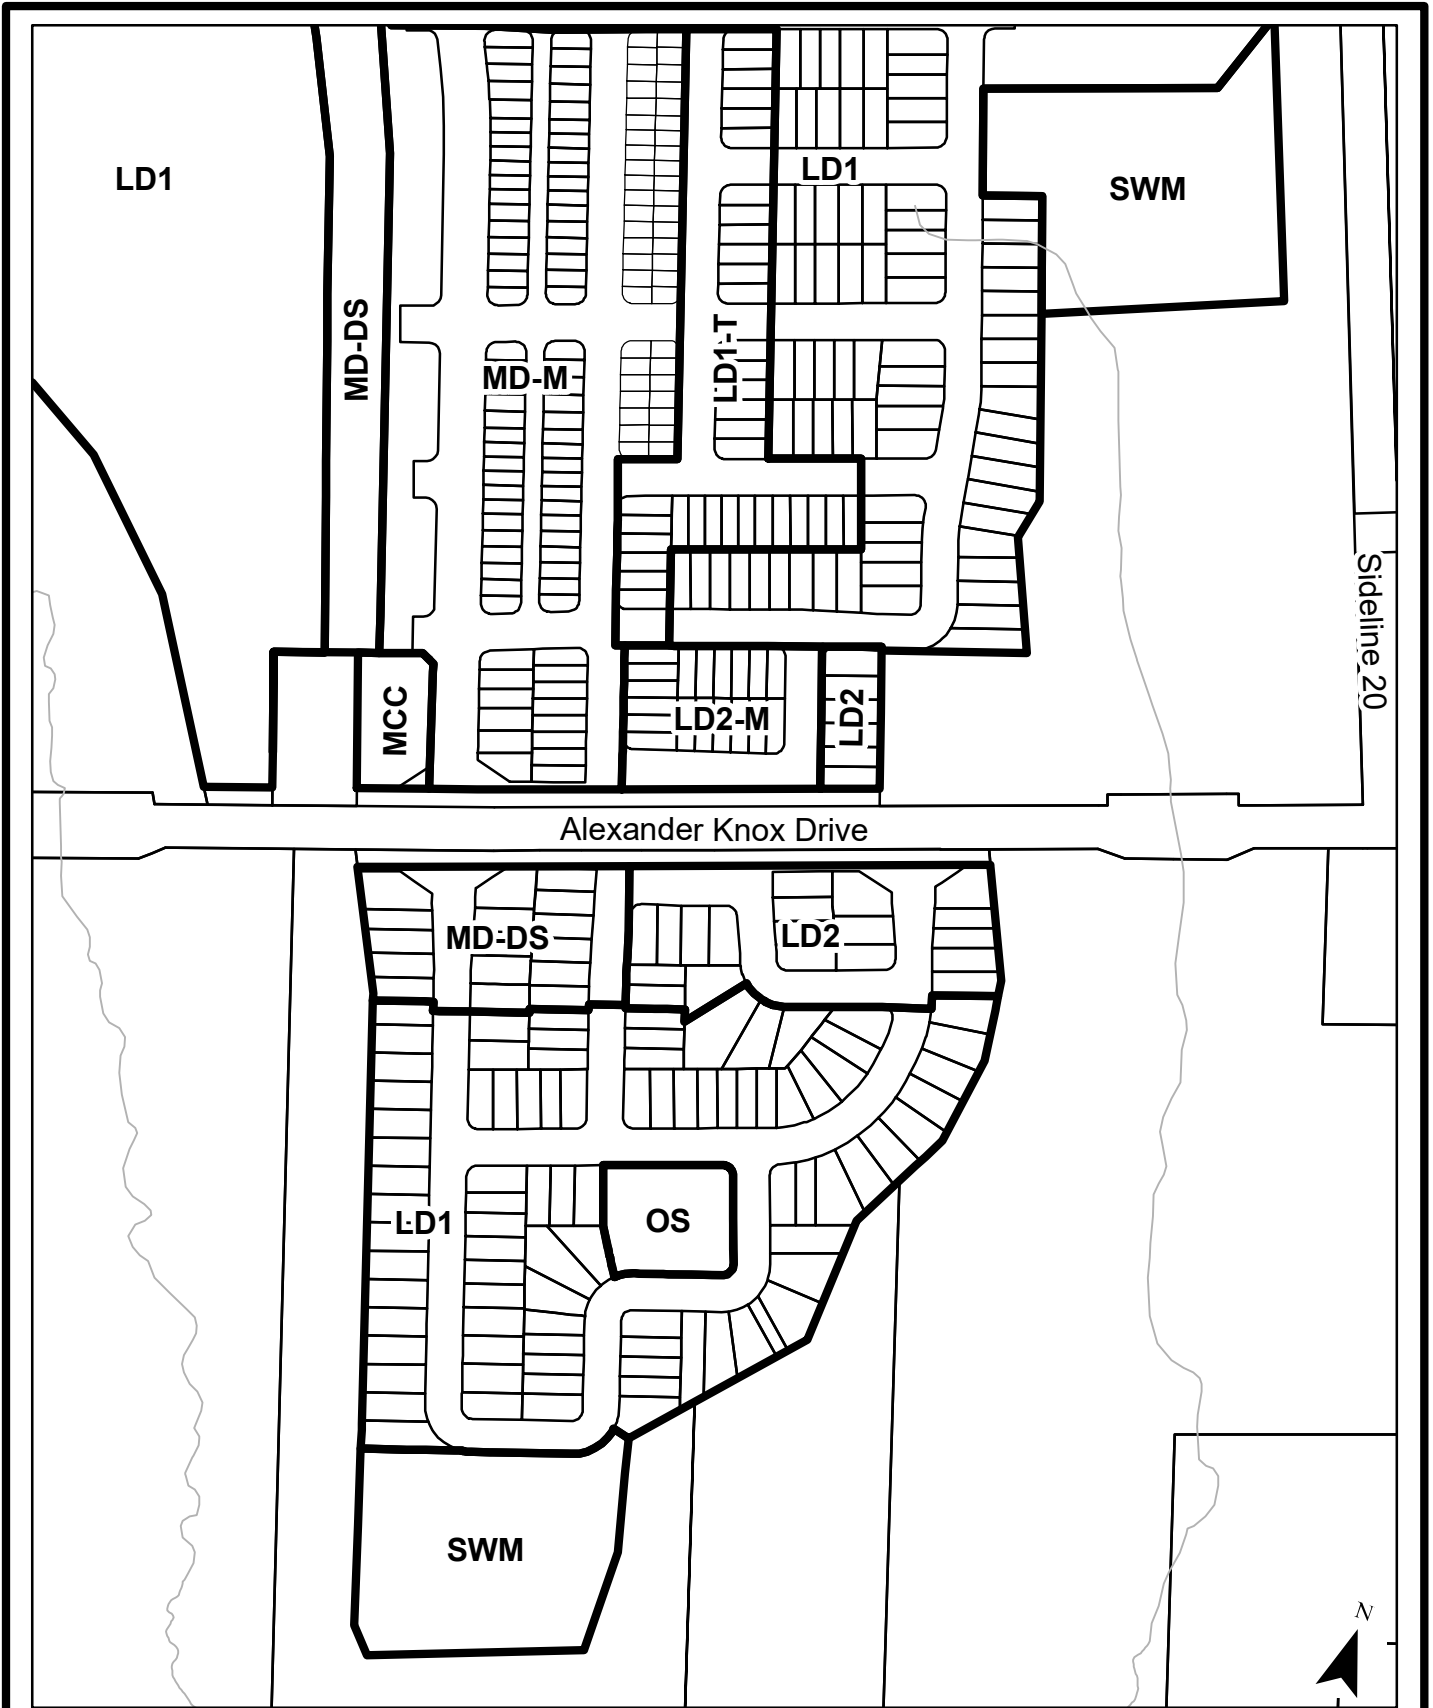 LD1
LD1
SWM
MD-DS
LD1-T
MD-M
Sideline 20
MCC
LD2-M
LD2
Alexander Knox Drive
MD-DS
LD2
LD1
OS
SWM
N